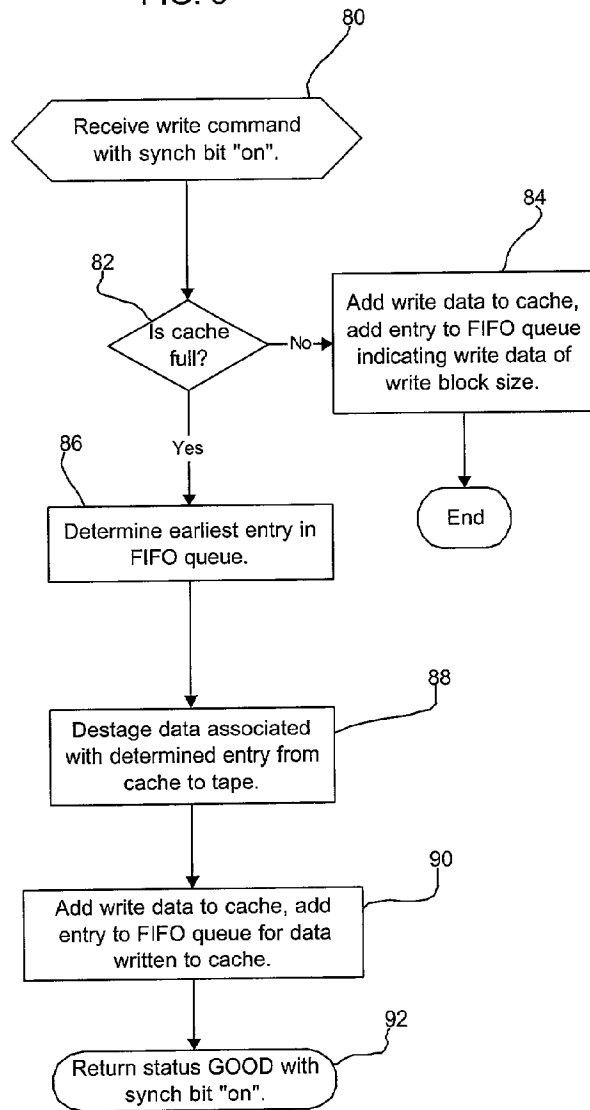 80
Receive write command
with synch bit "on".
84
82
Is cache
full?
No
Add write data to cache,
add entry to FIFO queue
indicating write data of
write block size.
Yes
86
End
Determine earliest entry in
FIFO queue.
88
Destage data associated
with determined entry from
cache to tape.
90
Add write data to cache, add
entry to FIFO queue for data
written to cache.
92
Return status GOOD with
synch bit "on".